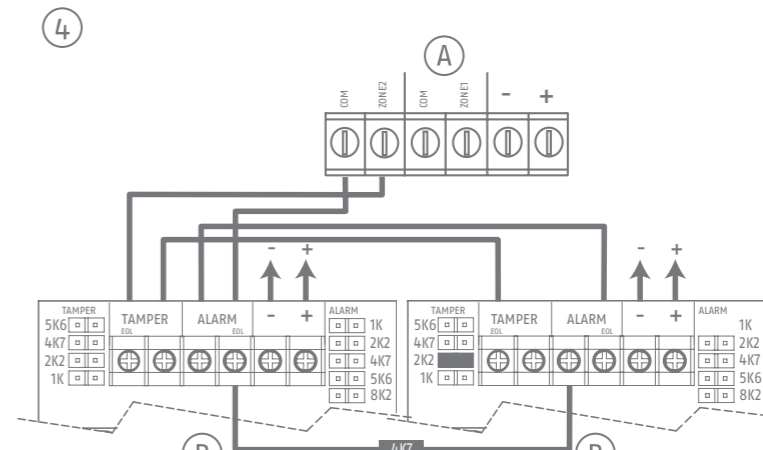 4
A
COM ZONE2 COM ZONE1 - +
- + - +
TAMPER TAMPER ALARM - + ALARM TAMPER TAMPER ALARM - + ALARM
EOL EOL EOL EOL
5K6 1K 5K6 1K
4K7 2K2 4K7 2K2
2K2 4K7 2K2 4K7
1K 5K6 1K 5K6
8K2 8K2
B 4K7 B